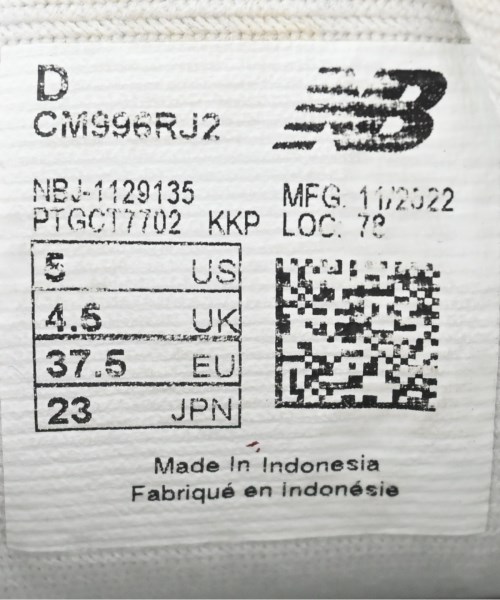 D
CM996RJ2
NB
NBJ-1129135
MFG: 11/2022
PTGCT7702 KKP LOC: 78
5 US
4.5 UK
37.5 EU
23 JPN
Made In Indonesia
Fabriqué en Indonésie